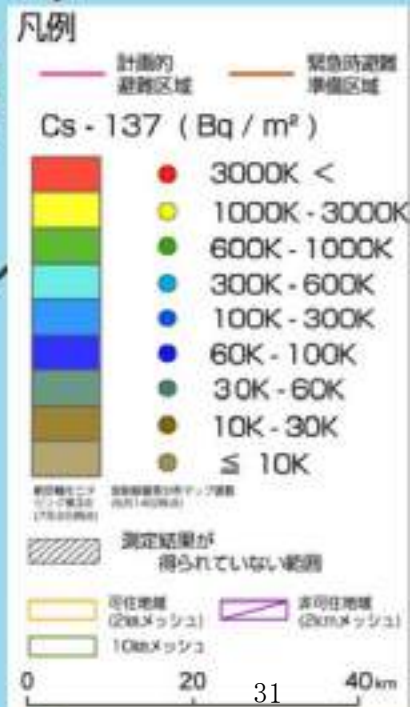 凡例
計画的
避難区域
緊急時避難
準備区域
Cs - 137 ( Bq / m² )
3000K <
1000K - 3000K
600K - 1000K
300K - 600K
100K - 300K
60K - 100K
30K - 60K
10K - 30K
≦ 10K
測定結果が
得られていない範囲
可住地域
(2kmメッシュ)
非可住地域
(2kmメッシュ)
10kmメッシュ
0 20 40km
31